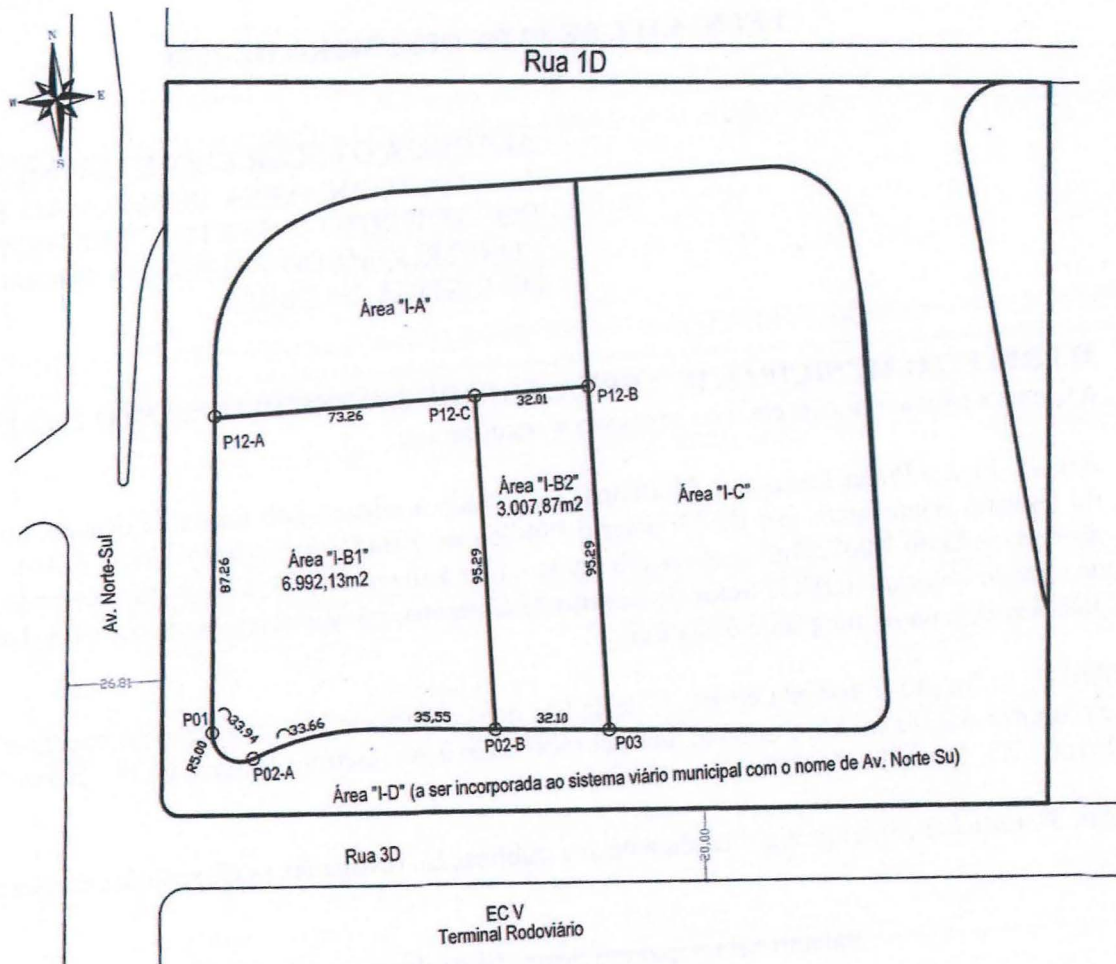 Rua 1D
N
W
E
S
Área "I-A"
P12-A
73.26
P12-C
32.01
P12-B
Área "I-B2"
3.007,87m2
Área "I-C"
Av. Norte-Sul
87.26
Área "I-B1"
6.992,13m2
95.29
95.29
26.81
P01
33.94
33.66
35,55
32.10
R5.00
P02-A
P02-B
P03
Área "I-D" (a ser incorporada ao sistema viário municipal com o nome de Av. Norte Su)
Rua 3D
20,00
EC V
Terminal Rodoviário